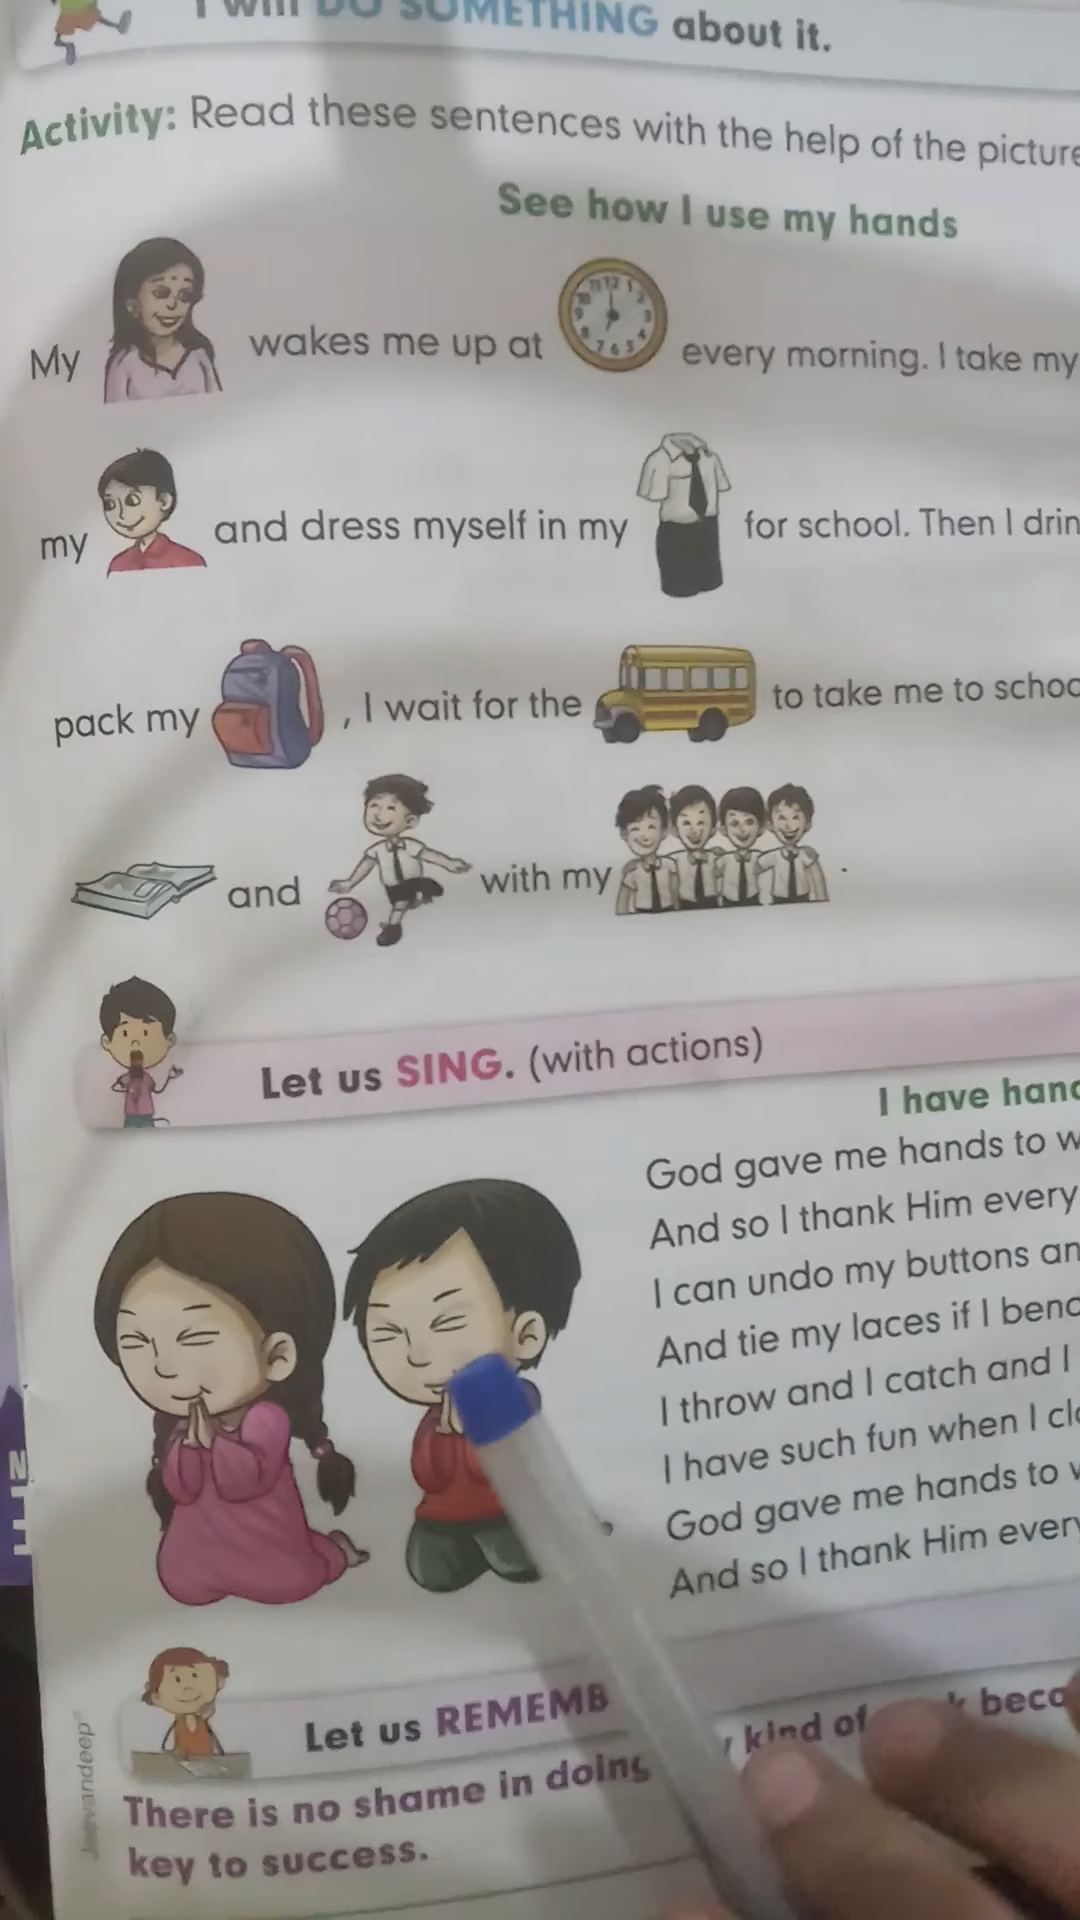 I will DO SOMETHING about it.
Activity: Read these sentences with the help of the picture
See how I use my hands
My wakes me up at every morning. I take my
my and dress myself in my for school. Then I drin
pack my , I wait for the to take me to schoo
and with my .
Let us SING. (with actions)
I have hand
God gave me hands to w
And so I thank Him every
I can undo my buttons an
And tie my laces if I bend
I throw and I catch and I
I have such fun when I cla
God gave me hands to w
And so I thank Him every
Let us REMEMB
There is no shame in doing kind of beca
key to success.
Jeevandeep